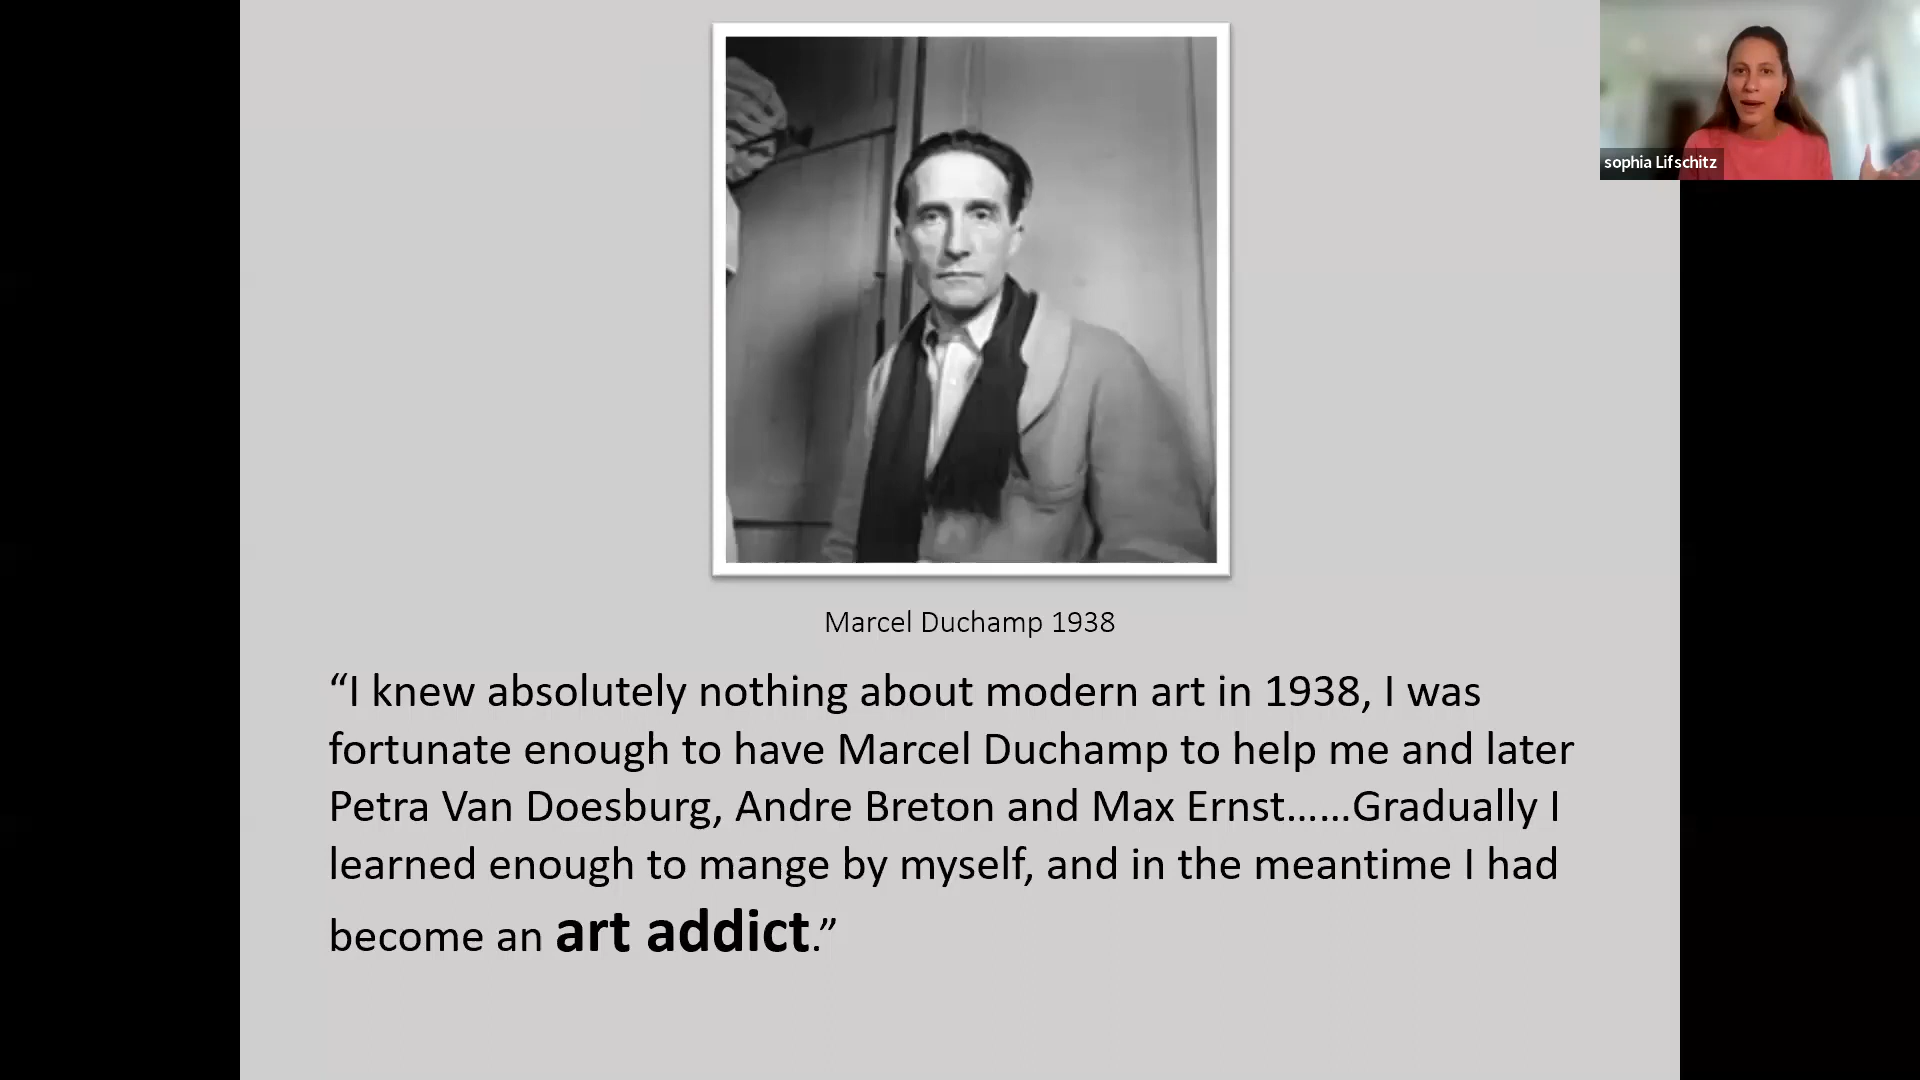 sophia Lifschitz
Marcel Duchamp 1938
“I knew absolutely nothing about modern art in 1938, I was
fortunate enough to have Marcel Duchamp to help me and later
Petra Van Doesburg, Andre Breton and Max Ernst……Gradually I
learned enough to mange by myself, and in the meantime I had
become an art addict.”